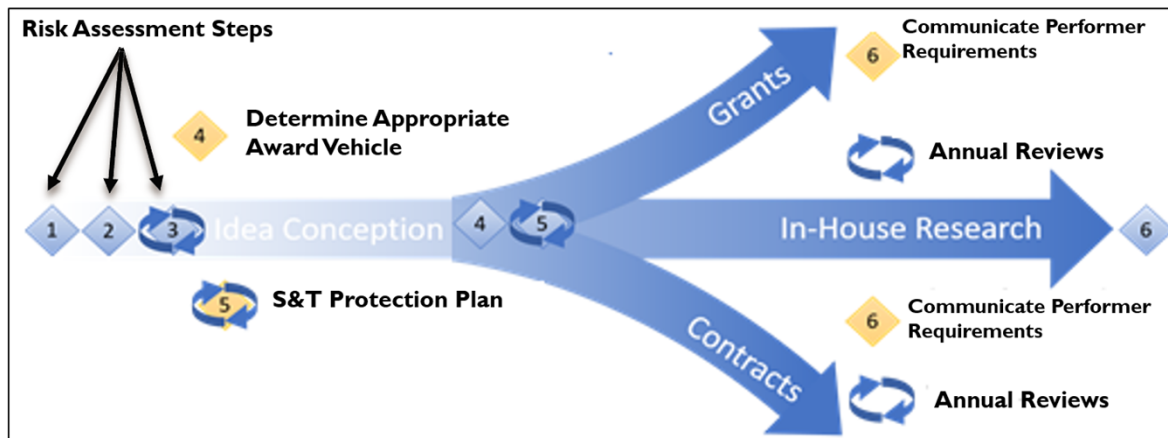 Risk Assessment Steps
4
Determine Appropriate
Award Vehicle
1
2
3
Idea Conception
4
5
5
S&T Protection Plan
Grants
6
Communicate Performer
Requirements
Annual Reviews
In-House Research
6
Contracts
6
Communicate Performer
Requirements
Annual Reviews